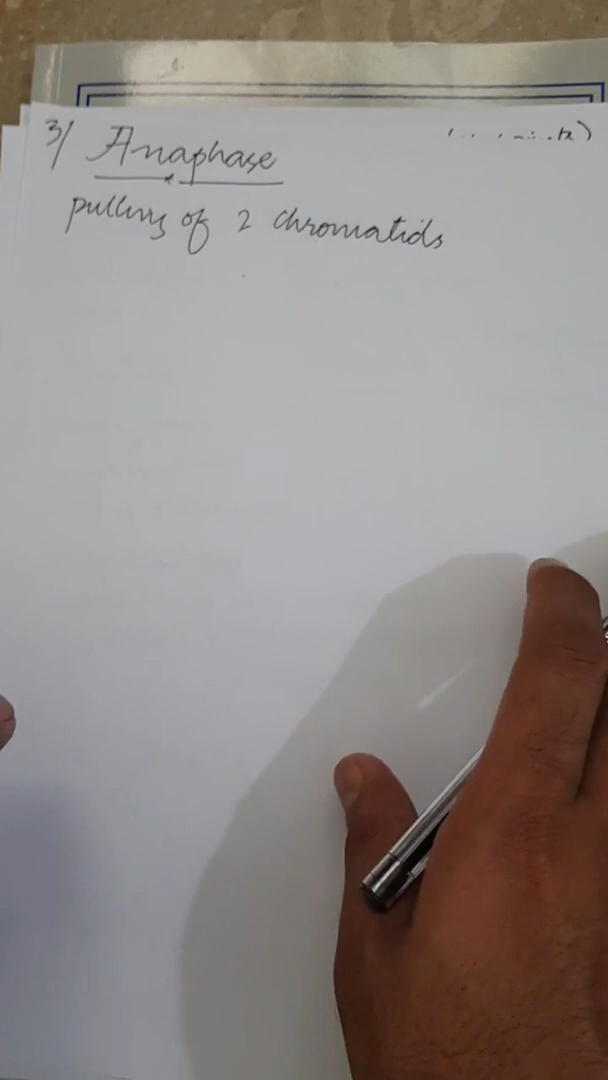 3/ Anaphase
pulling of 2 chromatids